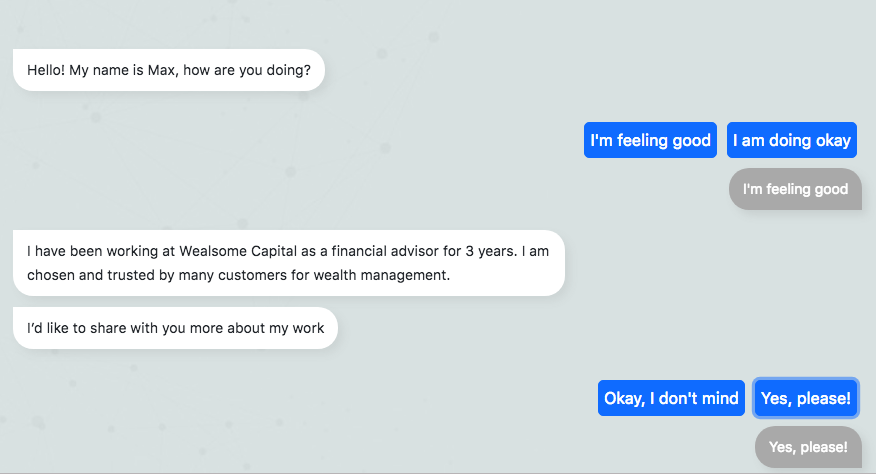 Hello! My name is Max, how are you doing?
I'm feeling good
I am doing okay
I'm feeling good
I have been working at Wealsome Capital as a financial advisor for 3 years. I am
chosen and trusted by many customers for wealth management.
I’d like to share with you more about my work
Okay, I don't mind
Yes, please!
Yes, please!